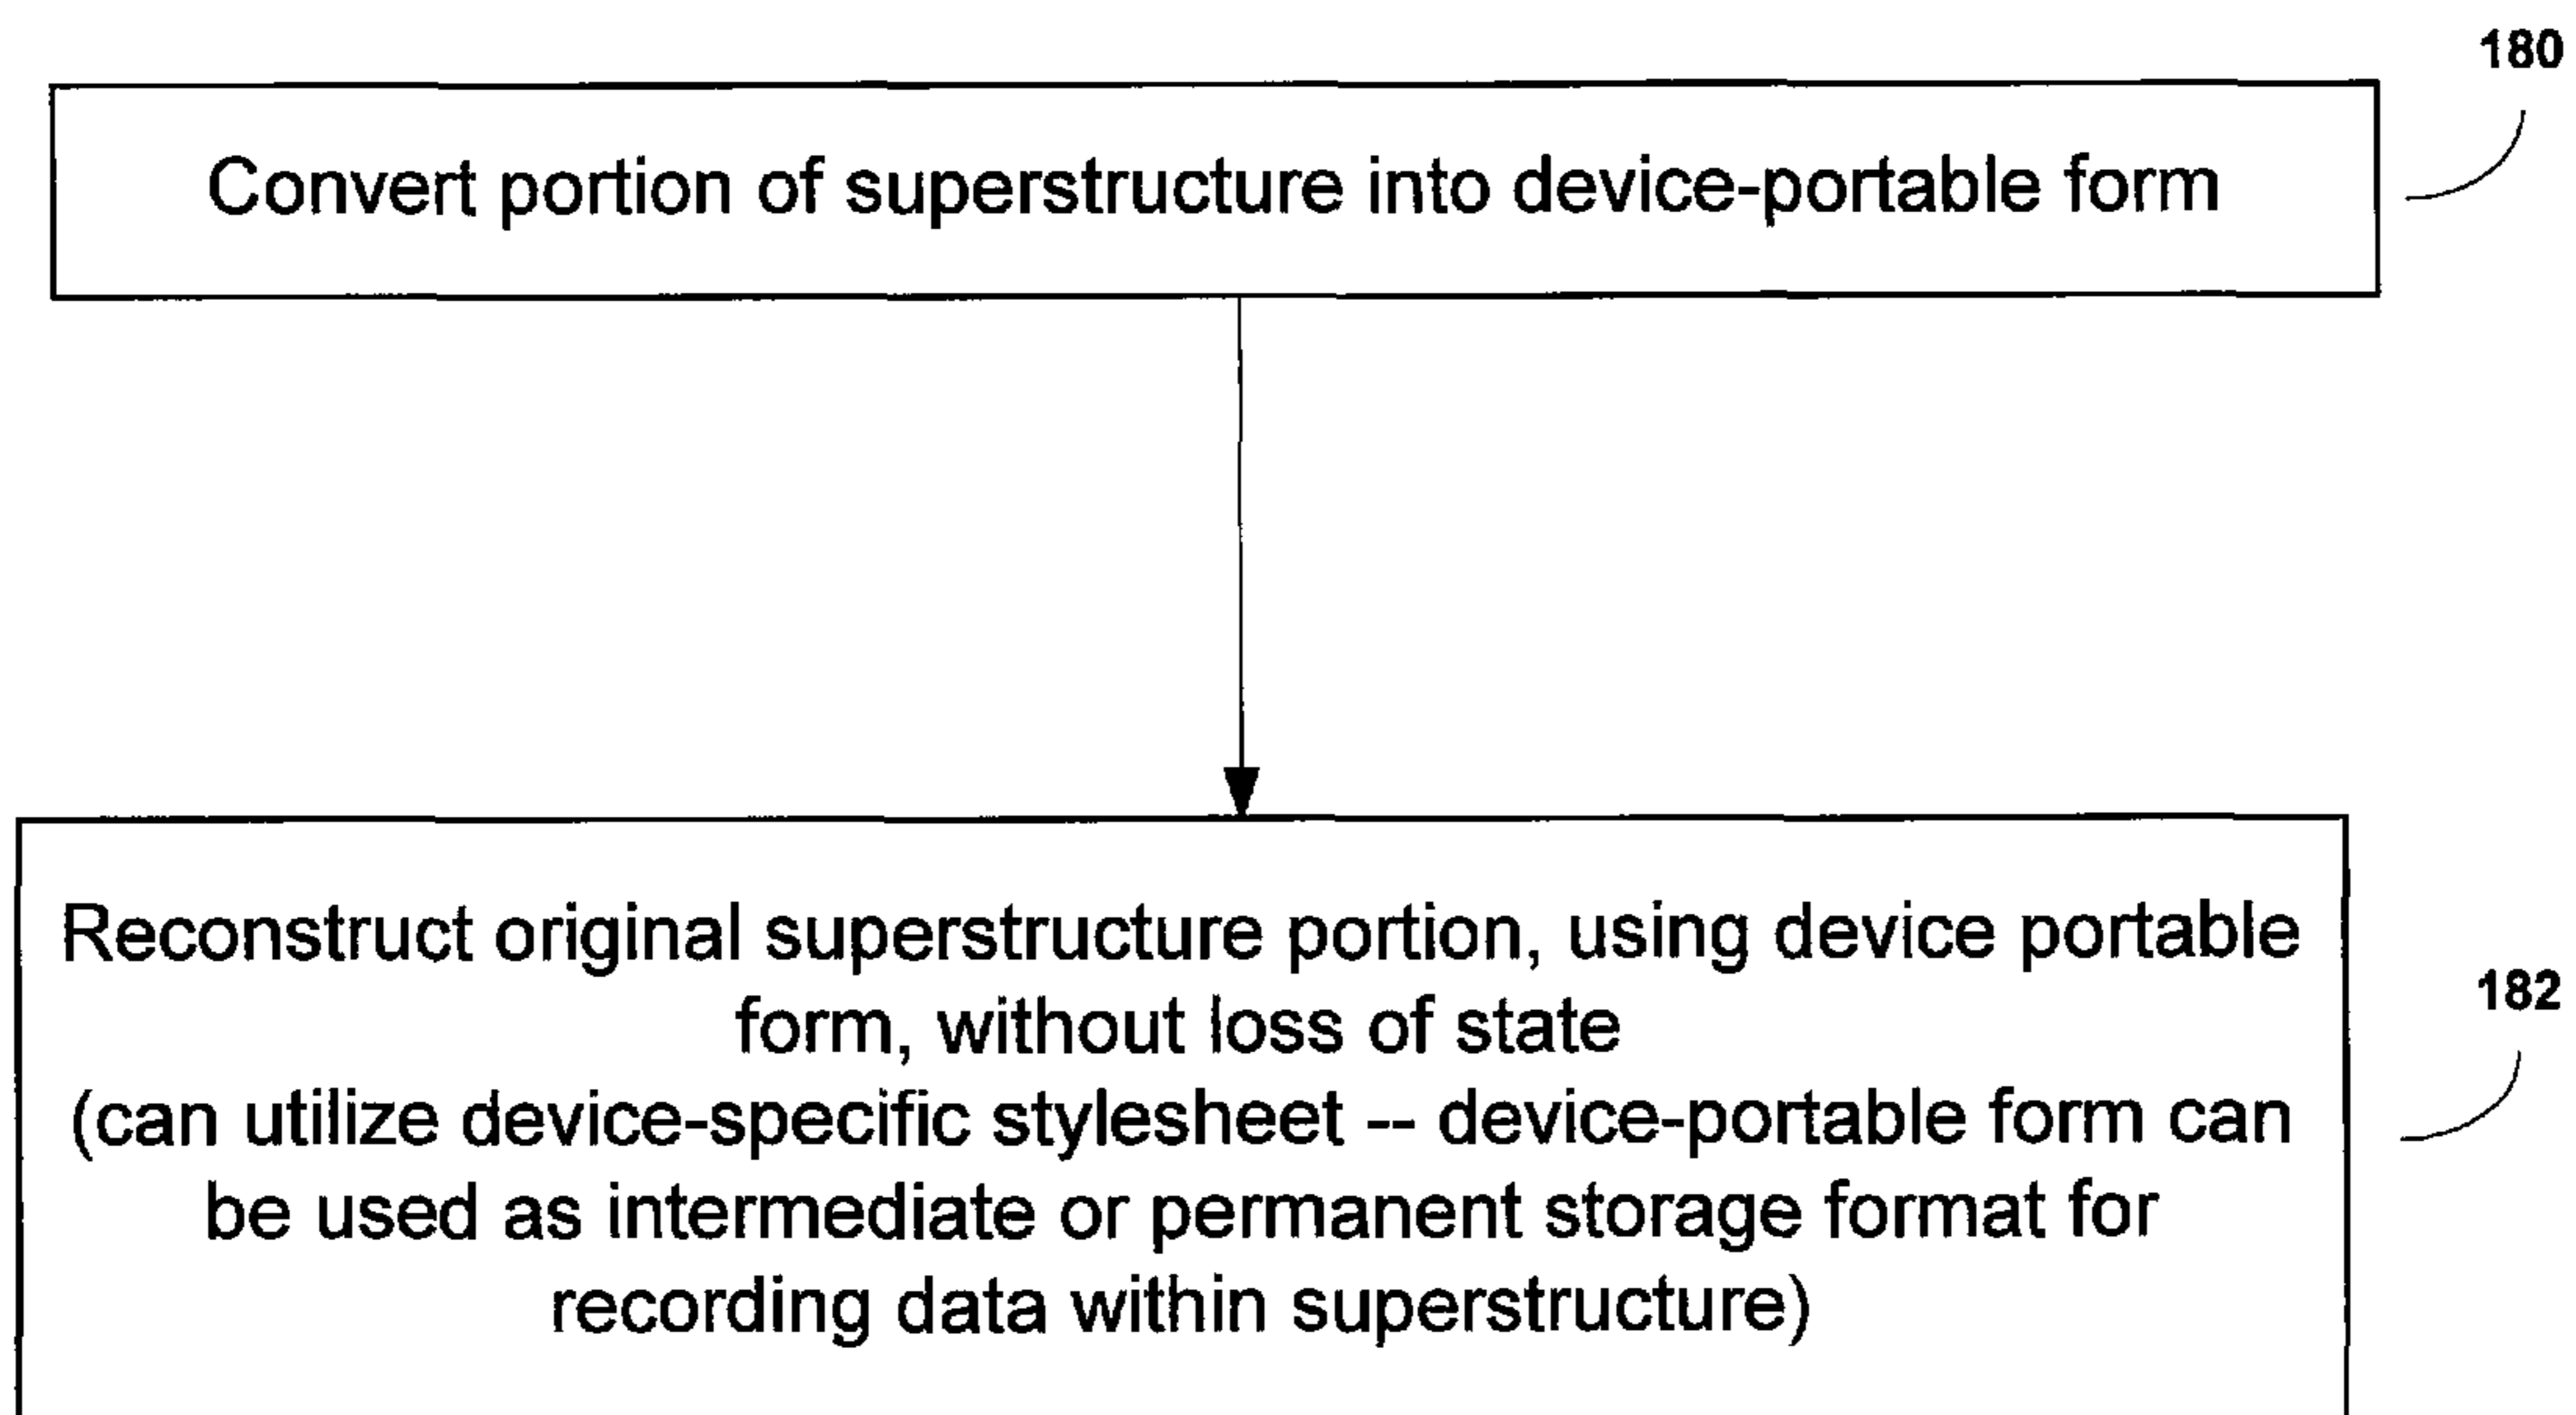 180
Convert portion of superstructure into device-portable form
Reconstruct original superstructure portion, using device portable
form, without loss of state
182
(can utilize device-specific stylesheet -- device-portable form can
be used as intermediate or permanent storage format for
recording data within superstructure)